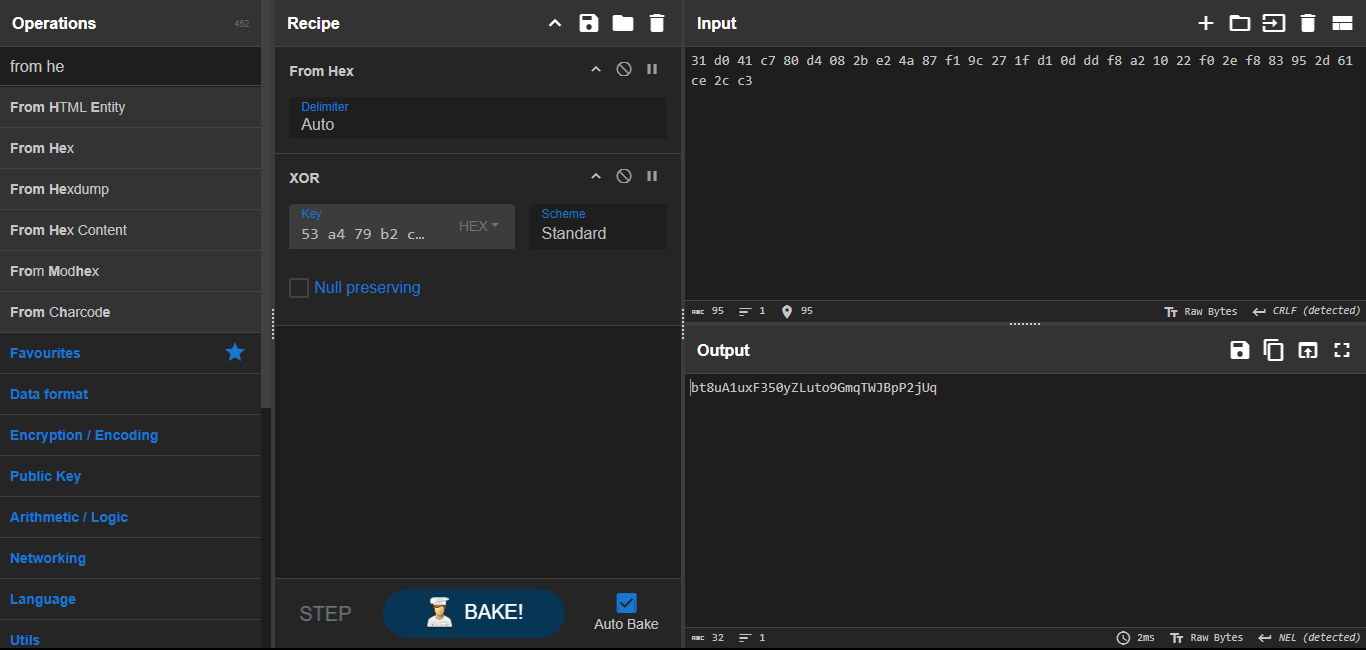 Operations 452
from he
From HTML Entity
From Hex
From Hexdump
From Hex Content
From Modhex
From Charcode
Favourites
Data format
Encryption / Encoding
Public Key
Arithmetic / Logic
Networking
Language
Utils
Recipe
From Hex
Delimiter
Auto
XOR
Key
53 a4 79 b2 c…
HEX
Scheme
Standard
Null preserving
STEP
BAKE!
Auto Bake
Input
31 d0 41 c7 80 d4 08 2b e2 4a 87 f1 9c 27 1f d1 0d dd f8 a2 10 22 f0 2e f8 83 95 2d 61
ce 2c c3
ABC 95 1 95 Tт Raw Bytes CRLF (detected)
Output
bt8uA1uxF350yZLuto9GmqTWJBpP2jUq
ABC 32 1 2ms Tт Raw Bytes NEL (detected)